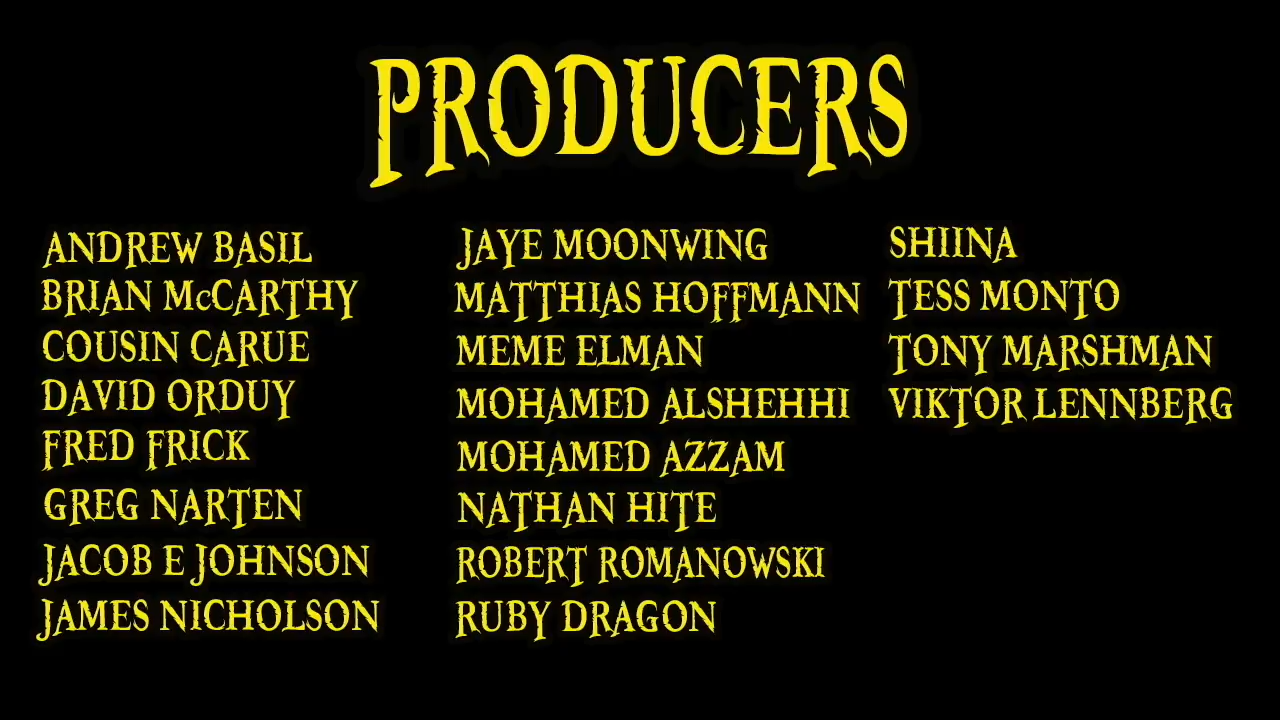 PRODUCERS
ANDREW BASIL
BRIAN McCARTHY
COUSIN CARUE
DAVID ORDUY
FRED FRICK
GREG NARTEN
JACOB E JOHNSON
JAMES NICHOLSON
JAYE MOONWING
MATTHIAS HOFFMANN
MEME ELMAN
MOHAMED ALSHEHHI
MOHAMED AZZAM
NATHAN HITE
ROBERT ROMANOWSKI
RUBY DRAGON
SHIINA
TESS MONTO
TONY MARSHMAN
VIKTOR LENNBERG